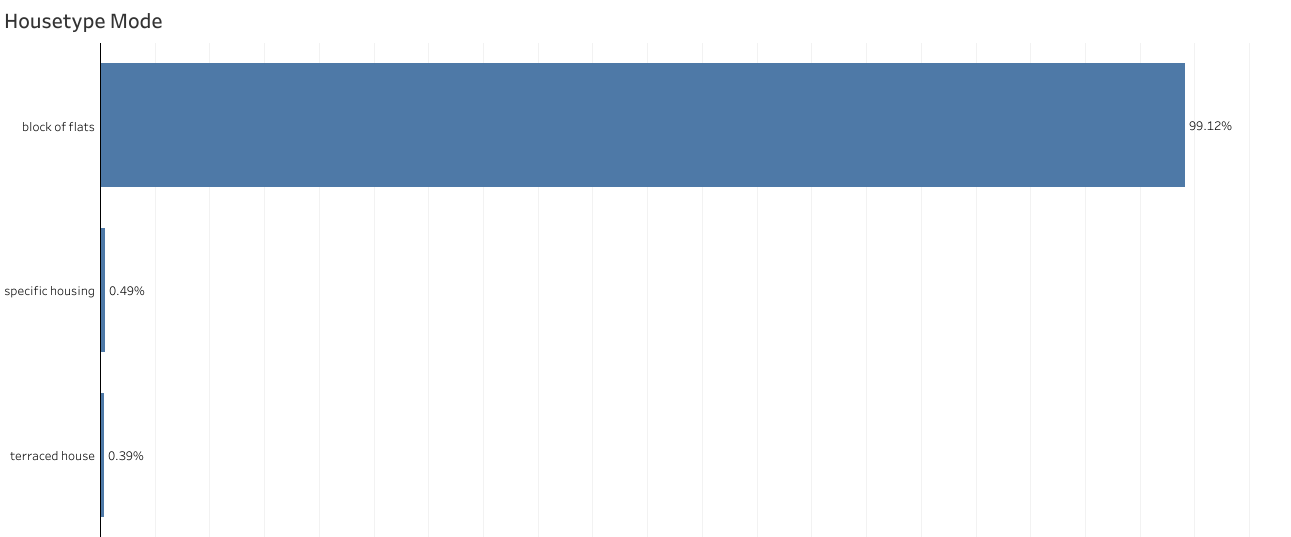 Housetype Mode
block of flats 99.12%
specific housing 0.49%
terraced house 0.39%